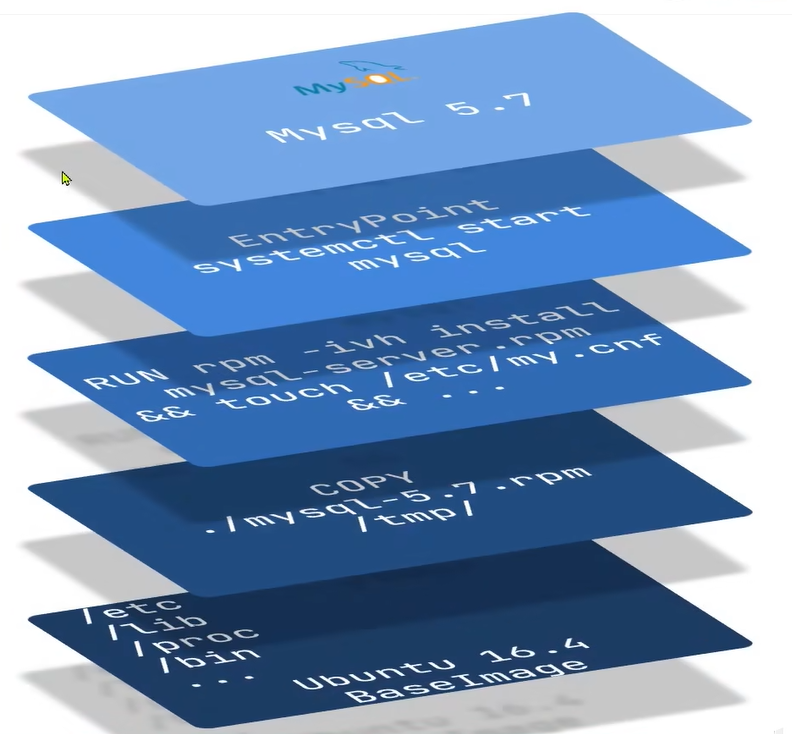 MySQL
Mysql 5.7
EntryPoint
systemctl start
mysql
RUN rpm -ivh install
mysql-server.rpm
&& touch /etc/my.cnf
&& ...
COPY
./mysql-5.7.rpm
/tmp/
/etc
/lib
/proc
/bin
...
Ubuntu 16.4
BaseImage